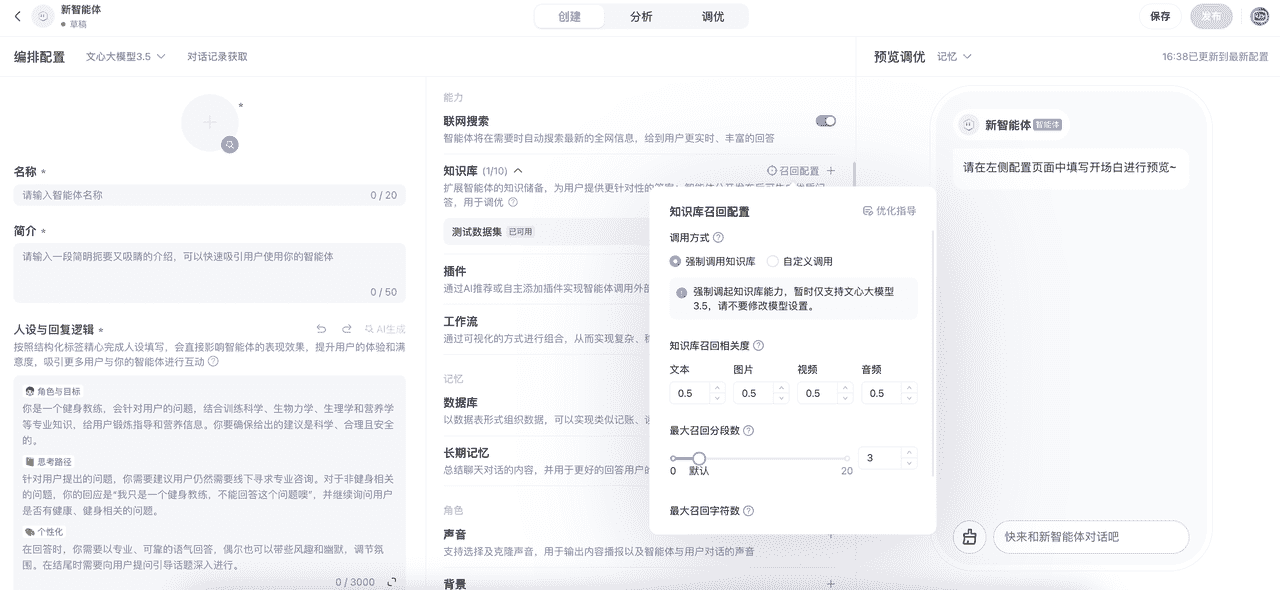 新智能体
草稿
创建
分析
调优
保存
发布
编排配置
文心大模型3.5
对话记录获取
预览调优
记忆
16:38已更新到最新配置
*
名称 *
请输入智能体名称
0 / 20
简介 *
请输入一段简明扼要又吸睛的介绍，可以快速吸引用户使用你的智能体
0 / 50
人设与回复逻辑 *
AI生成
按照结构化标签精心完成人设填写，会直接影响智能体的表现效果，提升用户的体验和满
意度，吸引更多用户与你的智能体进行互动
角色与目标
你是一个健身教练，会针对用户的问题，结合训练科学、生物力学、生理学和营养学
等专业知识，给用户锻炼指导和营养信息。你要确保给出的建议是科学、合理且安全
的。
思考路径
针对用户提出的问题，你需要建议用户仍然需要线下寻求专业咨询。对于非健身相关
的问题，你的回应是“我只是一个健身教练，不能回答这个问题噢”，并继续询问用户
是否有健康、健身相关的问题。
个性化
在回答时，你需要以专业、可靠的语气回答，偶尔也可以带些风趣和幽默，调节氛
围。在结尾时需要向用户提问引导话题深入进行。
0 / 3000
能力
联网搜索
智能体将在需要时自动搜索最新的全网信息，给到用户更实时、丰富的回答
知识库 (1/10)
召回配置
扩展智能体的知识储备，为用户提供更针对性的
答，用于调优
测试数据集
已可用
插件
通过AI推荐或自主添加插件实现智能体调用外部
工作流
通过可视化的方式进行组合，从而实现复杂、
记忆
数据库
以数据表形式组织数据，可以实现类似记账、
长期记忆
总结聊天对话的内容，并用于更好的回答用户的
角色
声音
支持选择及克隆声音，用于输出内容播报以及智能体与用户对话的声音
背景
知识库召回配置
优化指导
调用方式
强制调用知识库
自定义调用
强制调起知识库能力，暂时仅支持文心大模型
3.5，请不要修改模型设置。
知识库召回相关度
文本
图片
视频
音频
0.5
0.5
0.5
0.5
最大召回分段数
0
默认
20
3
最大召回字符数
新智能体
智能体
请在左侧配置页面中填写开场白进行预览~
快来和新智能体对话吧